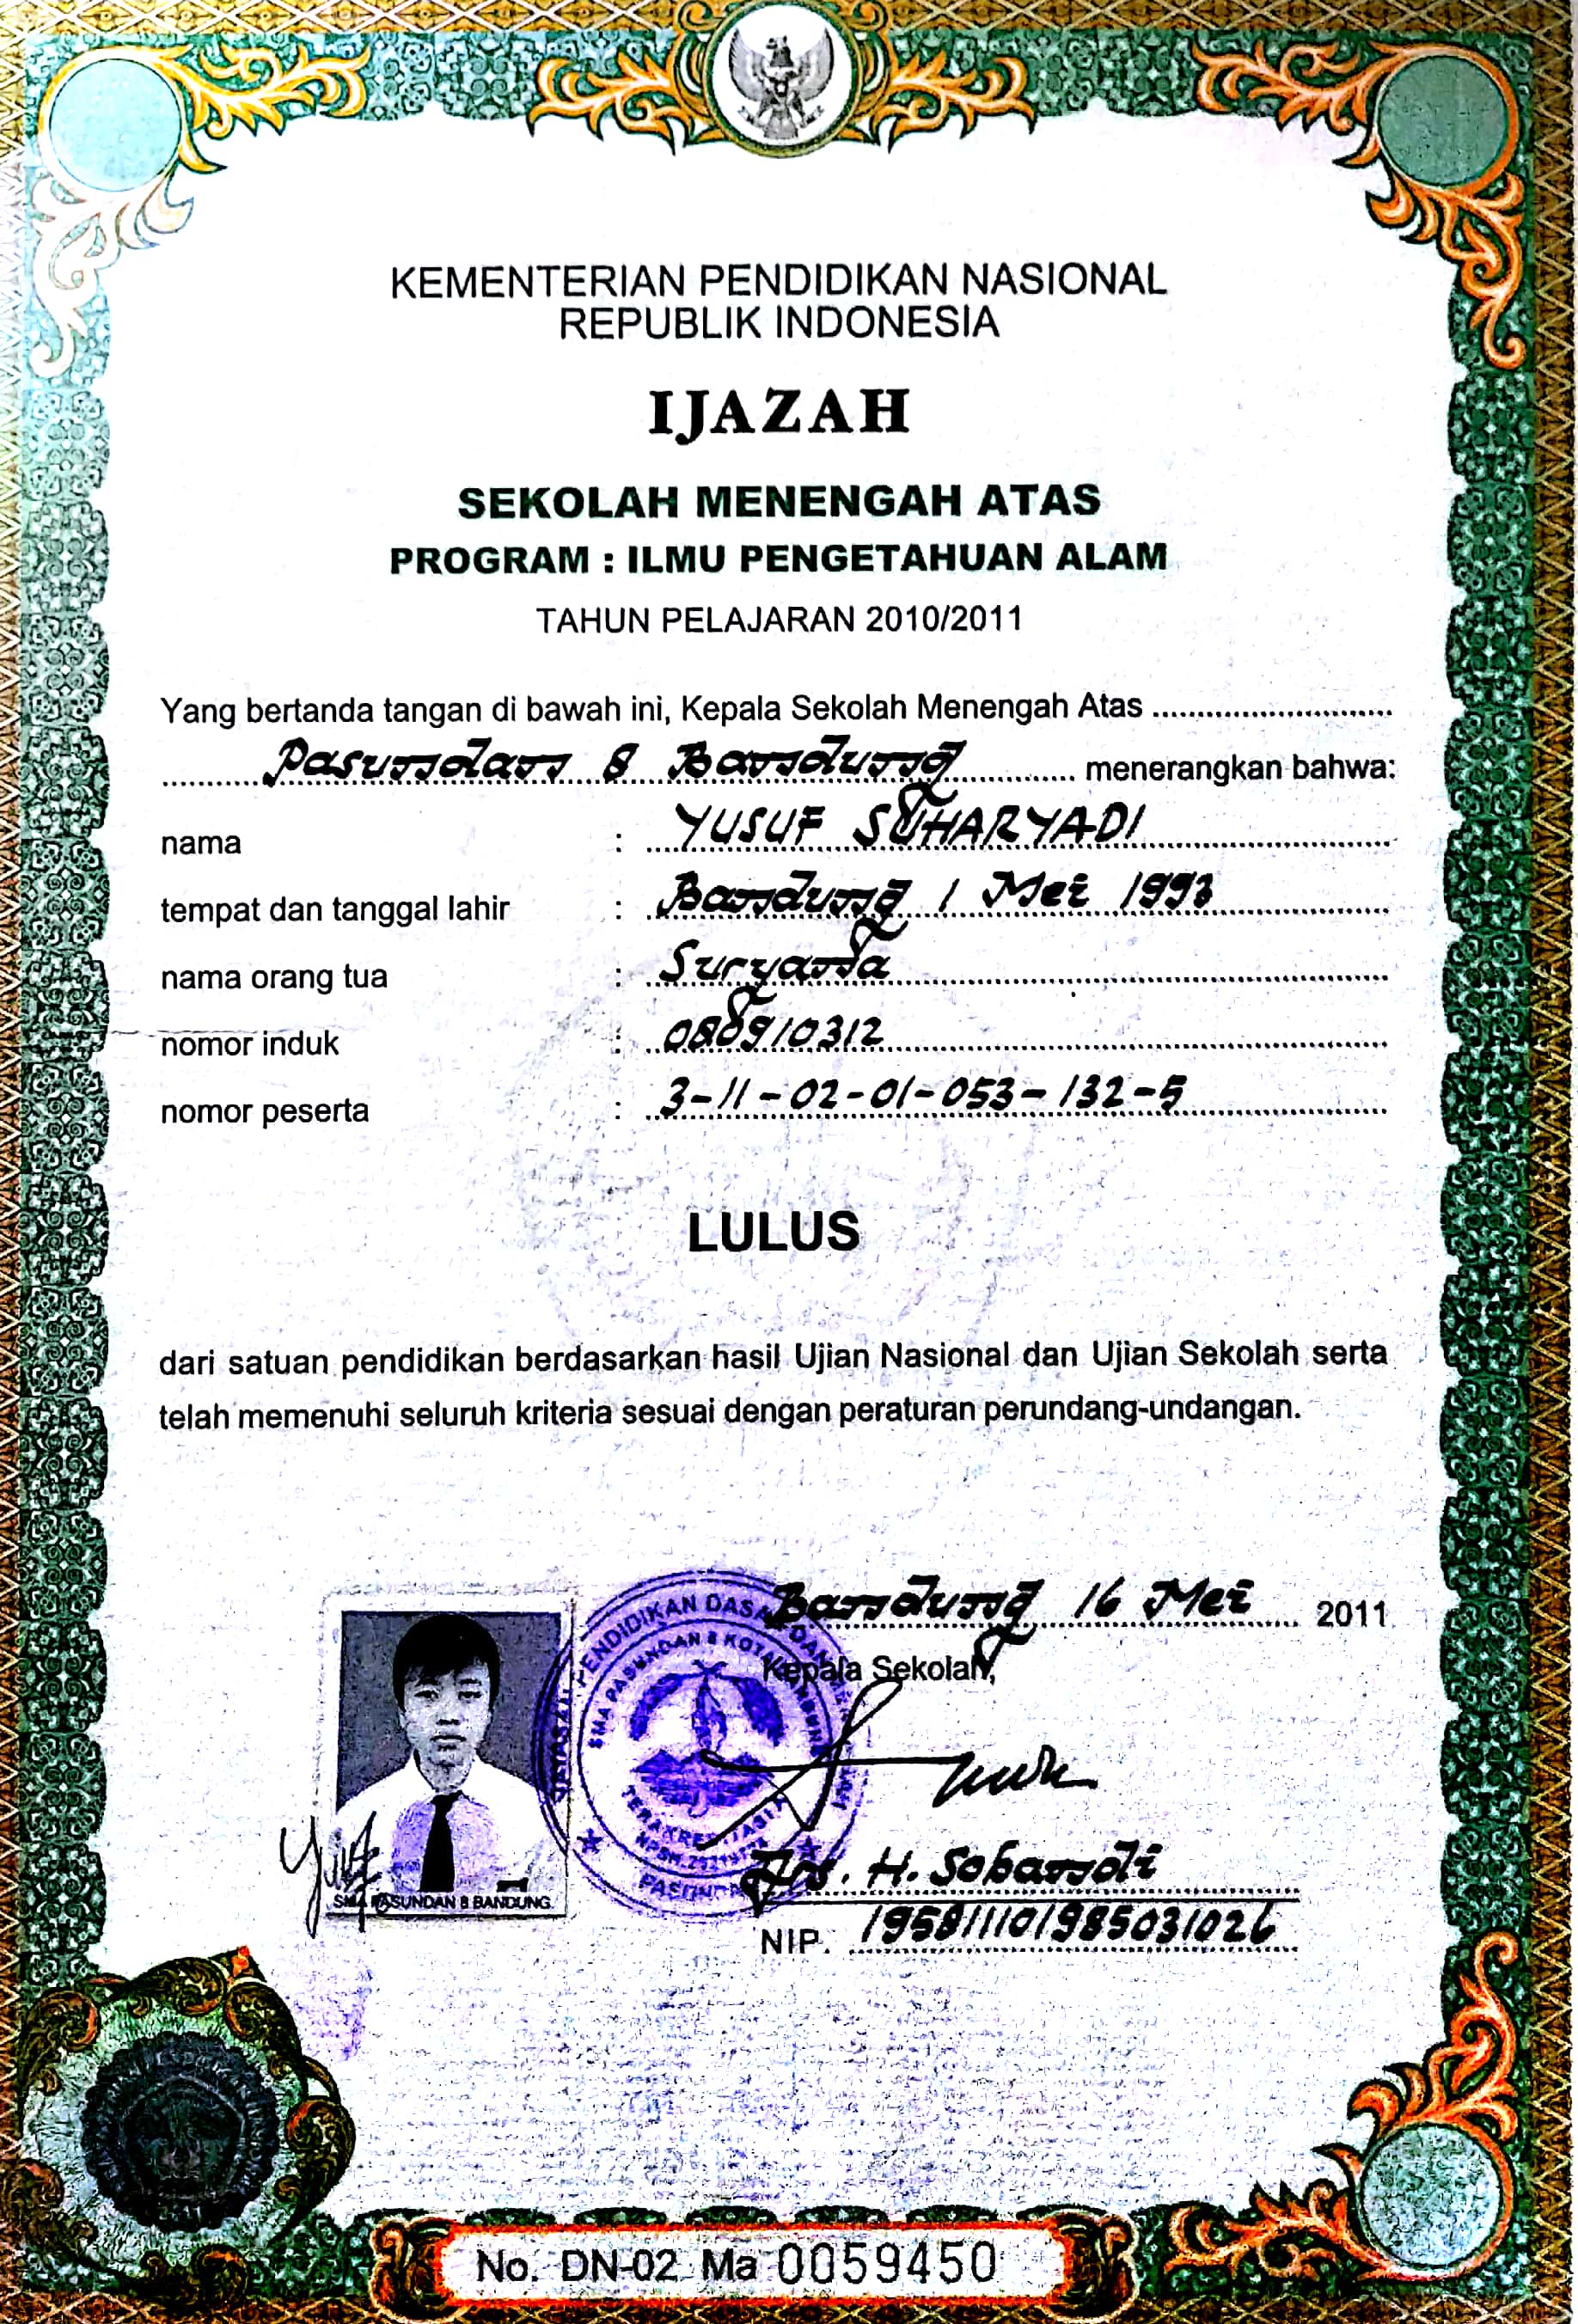 KEMENTERIAN PENDIDIKAN NASIONAL
REPUBLIK INDONESIA
IJAZAH
SEKOLAH MENENGAH ATAS
PROGRAM : ILMU PENGETAHUAN ALAM
TAHUN PELAJARAN 2010/2011
Yang bertanda tangan di bawah ini, Kepala Sekolah Menengah Atas
Pasundan 8 Bandung menerangkan bahwa:
nama : YUSUF SUHARYADI
tempat dan tanggal lahir : Bandung 1 Mei 1993
nama orang tua : Suryana
nomor induk : 080910312
nomor peserta : 3-11-02-01-053-132-5
LULUS
dari satuan pendidikan berdasarkan hasil Ujian Nasional dan Ujian Sekolah serta
telah memenuhi seluruh kriteria sesuai dengan peraturan perundang-undangan.
Bandung 16 Mei 2011
Kepala Sekolah,
YAYASAN PENDIDIKAN DASAR DAN
SMA PASUNDAN 8 KOTA BANDUNG
TERAKREDITASI A
PASUNDAN
SMA PASUNDAN 8 BANDUNG
Drs. H. Sobandi
NIP. 195811101985031026
No. DN-02 Ma 0059450